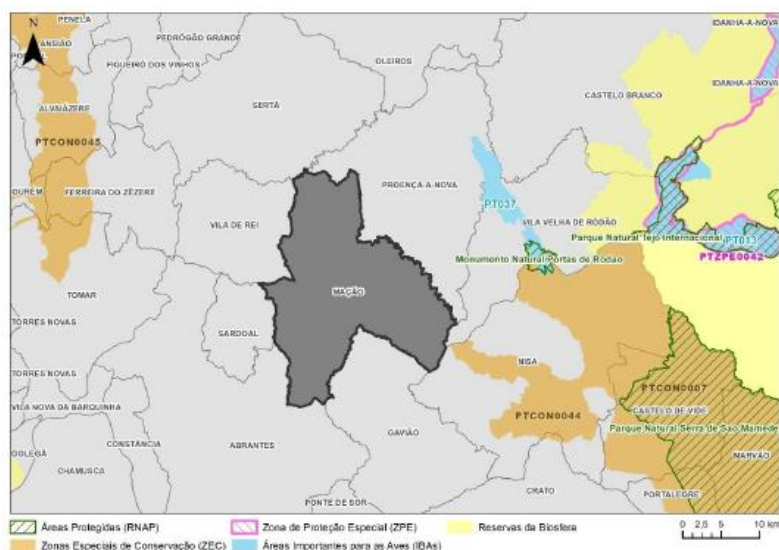 PENELA
N
PEDRÓGÃO GRANDE
IDANHA-A-NOVA
ANSIÃO
OLEIROS
FIGUEIRÓ DOS VINHOS
IDANHA-A-NOVA
CASTELO BRANCO
SERTÃ
ALVAIÁZERE
PTCON0045
PROENÇA-A-NOVA
OURÉM
FERREIRA DO ZÊZERE
PT037
VILA DE REI
VILA VELHA DE RÓDÃO
Parque Natural Tejo Internacional
PT013
PTZPE0042
Monumento Natural Portas de Ródão
MAÇÃO
TOMAR
TORRES NOVAS
SARDOAL
NISA
TORRES NOVAS
PTCON0007
VILA NOVA DA BARQUINHA
CASTELO DE VIDE
PTCON0044
Parque Natural Serra de São Mamede
GOLEGÃ
CONSTÂNCIA
ABRANTES
GAVIÃO
MARVÃO
CHAMUSCA
CRATO
PORTALEGRE
PONTE DE SOR
Áreas Protegidas (RNAP)
Zona de Proteção Especial (ZPE)
Reservas da Biosfera
Zonas Especiais de Conservação (ZEC)
Áreas Importantes para as Aves (IBAs)
0 2,5 5 10 km